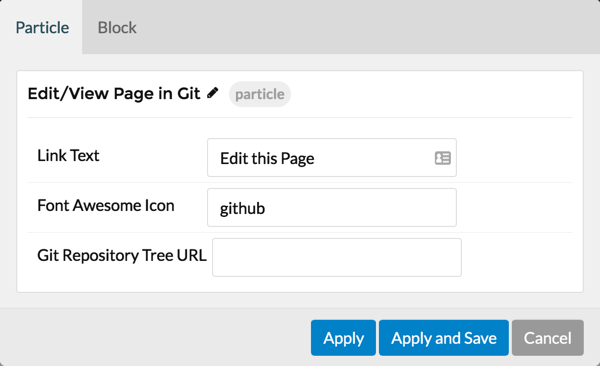 Particle Block
Edit/View Page in Git particle
Link Text Edit this Page
Font Awesome Icon github
Git Repository Tree URL
Apply Apply and Save Cancel